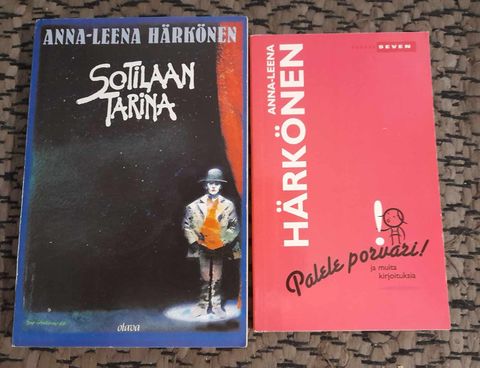 ANNA-LEENA HÄRKÖNEN
SOTILAAN
TARINA
otava
SEVEN
ANNA-LEENA
HÄRKÖNEN
Palele porvari!
ja muita
kirjoituksia